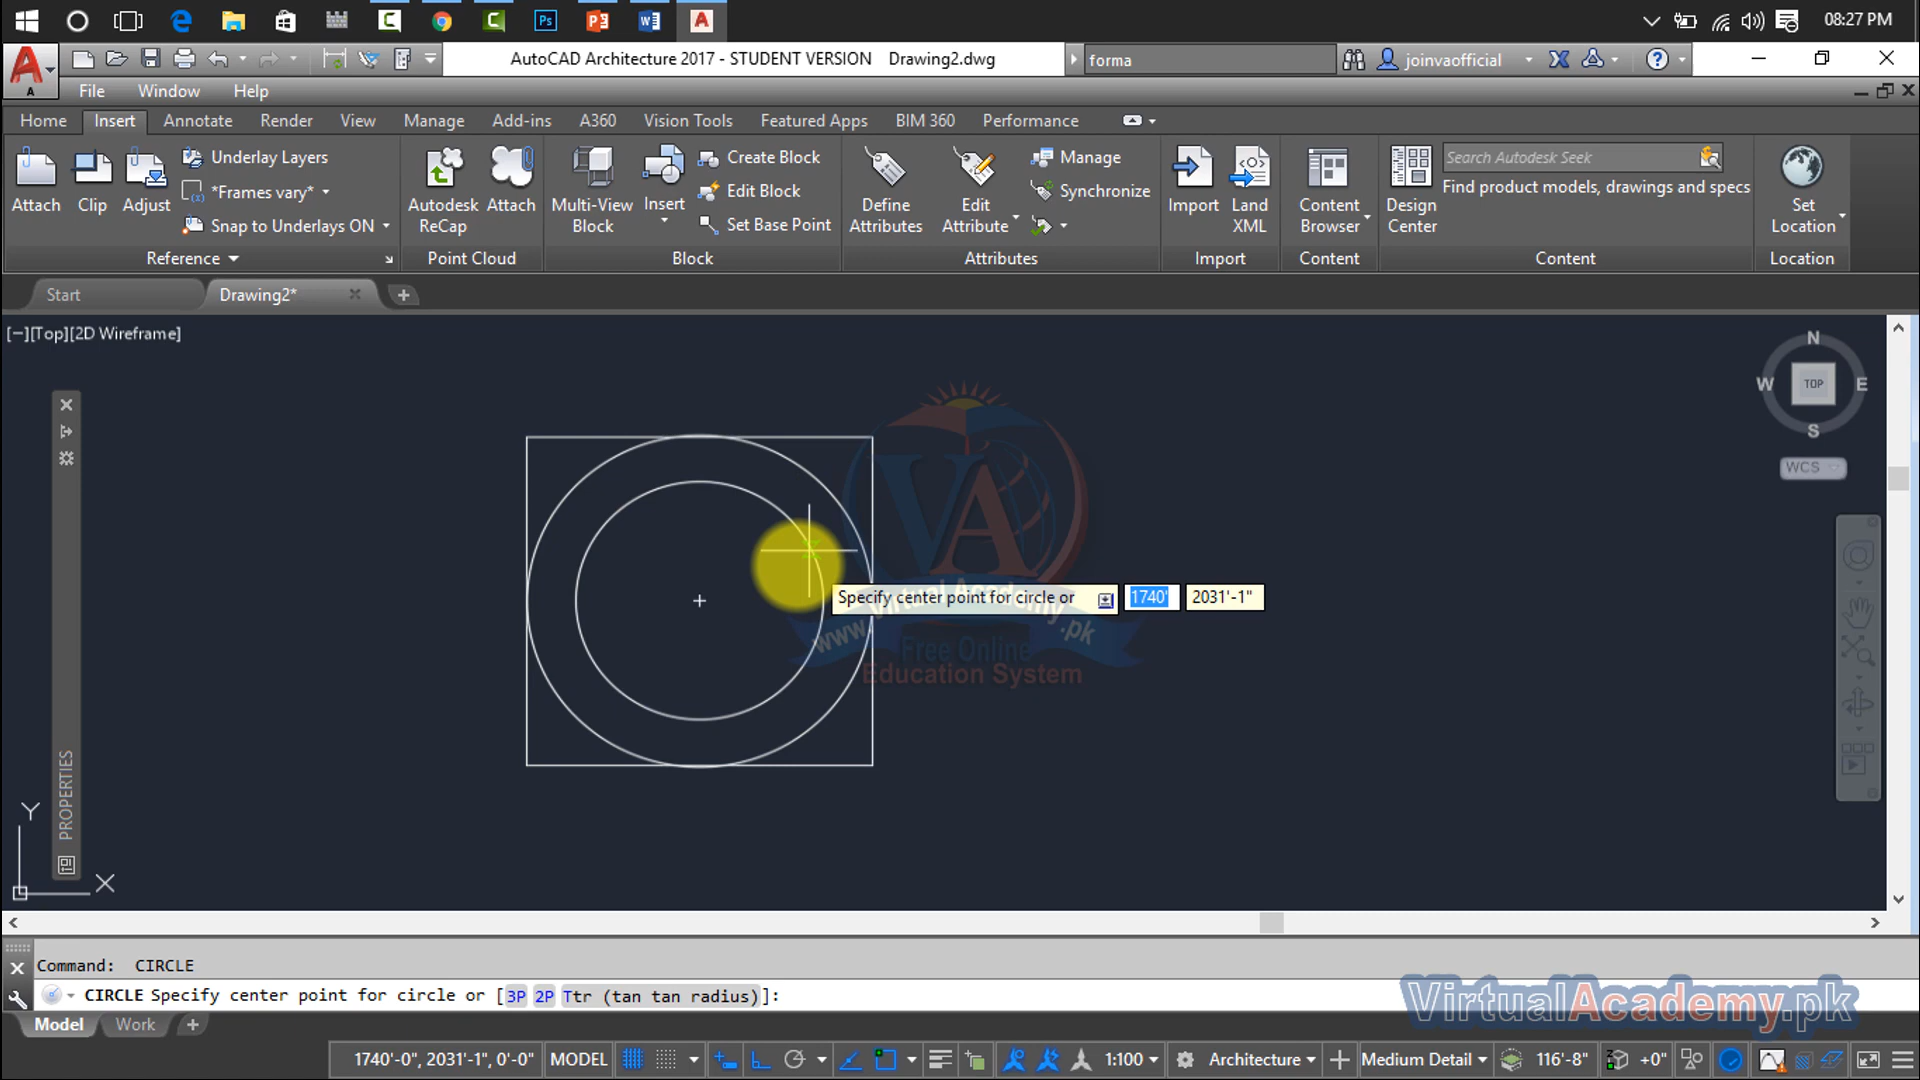 08:27 PM
AutoCAD Architecture 2017 - STUDENT VERSION Drawing2.dwg
forma
joinvaofficial
A
File Window Help
Home Insert Annotate Render View Manage Add-ins A360 Vision Tools Featured Apps BIM 360 Performance
Attach
Clip
Adjust
Underlay Layers
*Frames vary*
Snap to Underlays ON
Reference
Autodesk
ReCap
Attach
Point Cloud
Multi-View
Block
Insert
Create Block
Edit Block
Set Base Point
Block
Define
Attributes
Edit
Attribute
Manage
Synchronize
Attributes
Import
Land
XML
Import
Content
Browser
Content
Design
Center
Search Autodesk Seek
Find product models, drawings and specs
Content
Set
Location
Location
Start
Drawing2*
[−][Top][2D Wireframe]
N
W TOP E
S
WCS
PROPERTIES
VA
Specify center point for circle or 1740' 2031'-1"
www.VirtualAcademy.pk
Free Online
Education System
Y
X
Command: CIRCLE
CIRCLE Specify center point for circle or [3P 2P Ttr (tan tan radius)]:
VirtualAcademy.pk
Model Work
1740'-0", 2031'-1", 0'-0" MODEL 1:100 Architecture Medium Detail 116'-8" +0"